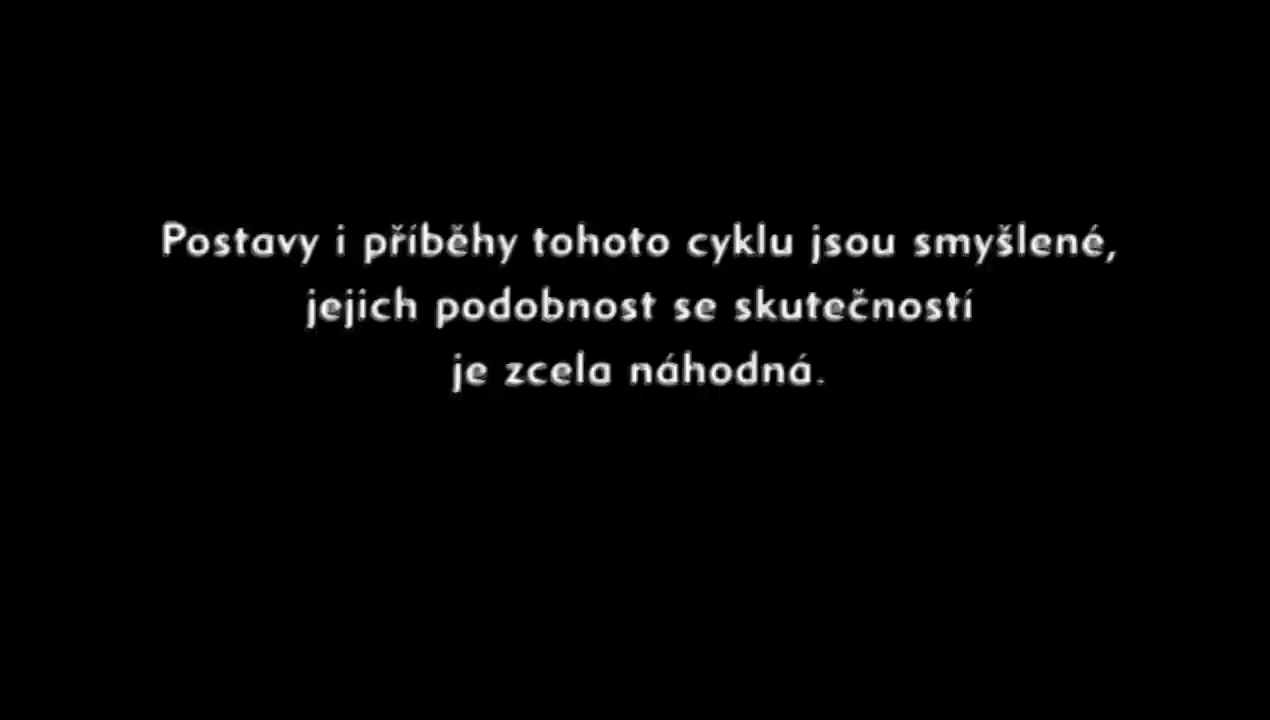 Postavy i příběhy tohoto cyklu jsou smyšlené,
jejich podobnost se skutečností
je zcela náhodná.